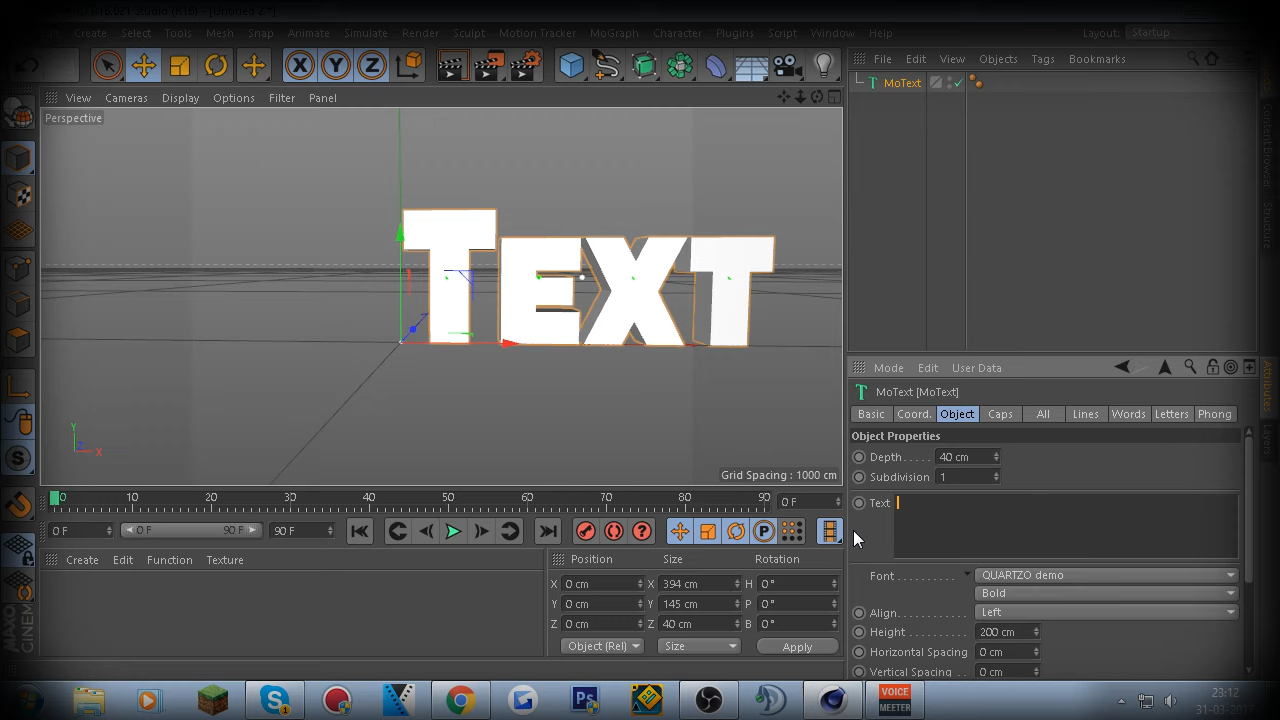 Create Select Tools Mesh Snap Animate Simulate Render Sculpt Motion Tracker MoGraph Character Plugins Script Window Help
Layout: Startup
X Y Z
File Edit View Objects Tags Bookmarks
View Cameras Display Options Filter Panel
MoText
Perspective
Text
Y
Z X
Grid Spacing : 1000 cm
Content Browser
Structure
Mode Edit User Data
T MoText [MoText]
Attributes
Layers
Basic Coord. Object Caps All Lines Words Letters Phong
Object Properties
Depth..... 40 cm
Subdivision 1
Text
Font
QUARTZO demo
Bold
Align
Left
Height
200 cm
Horizontal Spacing 0 cm
Vertical Spacing 0 cm
0 10 20 30 40 50 60 70 80 90 0 F
0 F 0 F 90 F 90 F
Create Edit Function Texture
Position Size Rotation
X 0 cm X 394 cm H 0 °
Y 0 cm Y 145 cm P 0 °
Z 0 cm Z 40 cm B 0 °
Object (Rel) Size Apply
CINEM
VOICE
MEETER
23:12